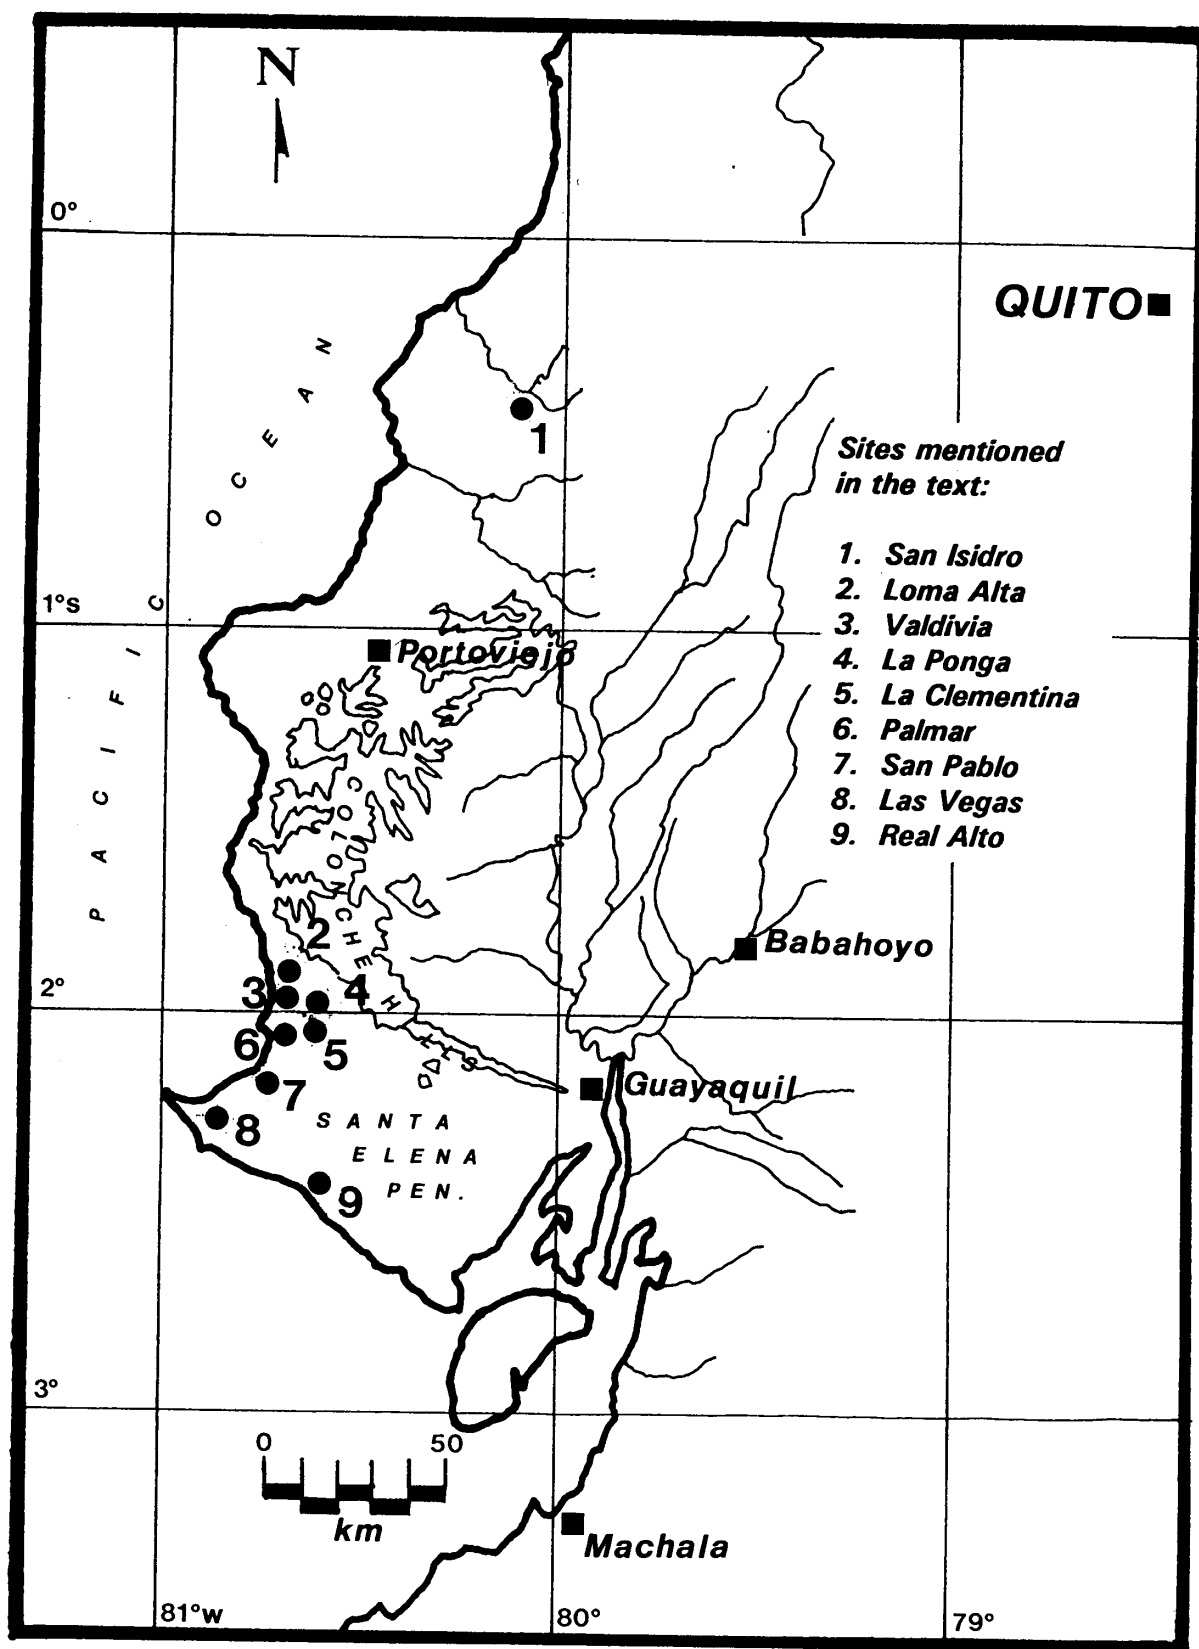 N
0°
QUITO
PACIFIC OCEAN
1
Sites mentioned
in the text:
1. San Isidro
2. Loma Alta
3. Valdivia
4. La Ponga
5. La Clementina
6. Palmar
7. San Pablo
8. Las Vegas
9. Real Alto
1°s
Portoviejo
COLONCHE HILLS
2
Babahoyo
2°
3
4
6
5
Guayaquil
7
8
SANTA
ELENA
PEN.
9
3°
0 50
km
Machala
81°w
80°
79°